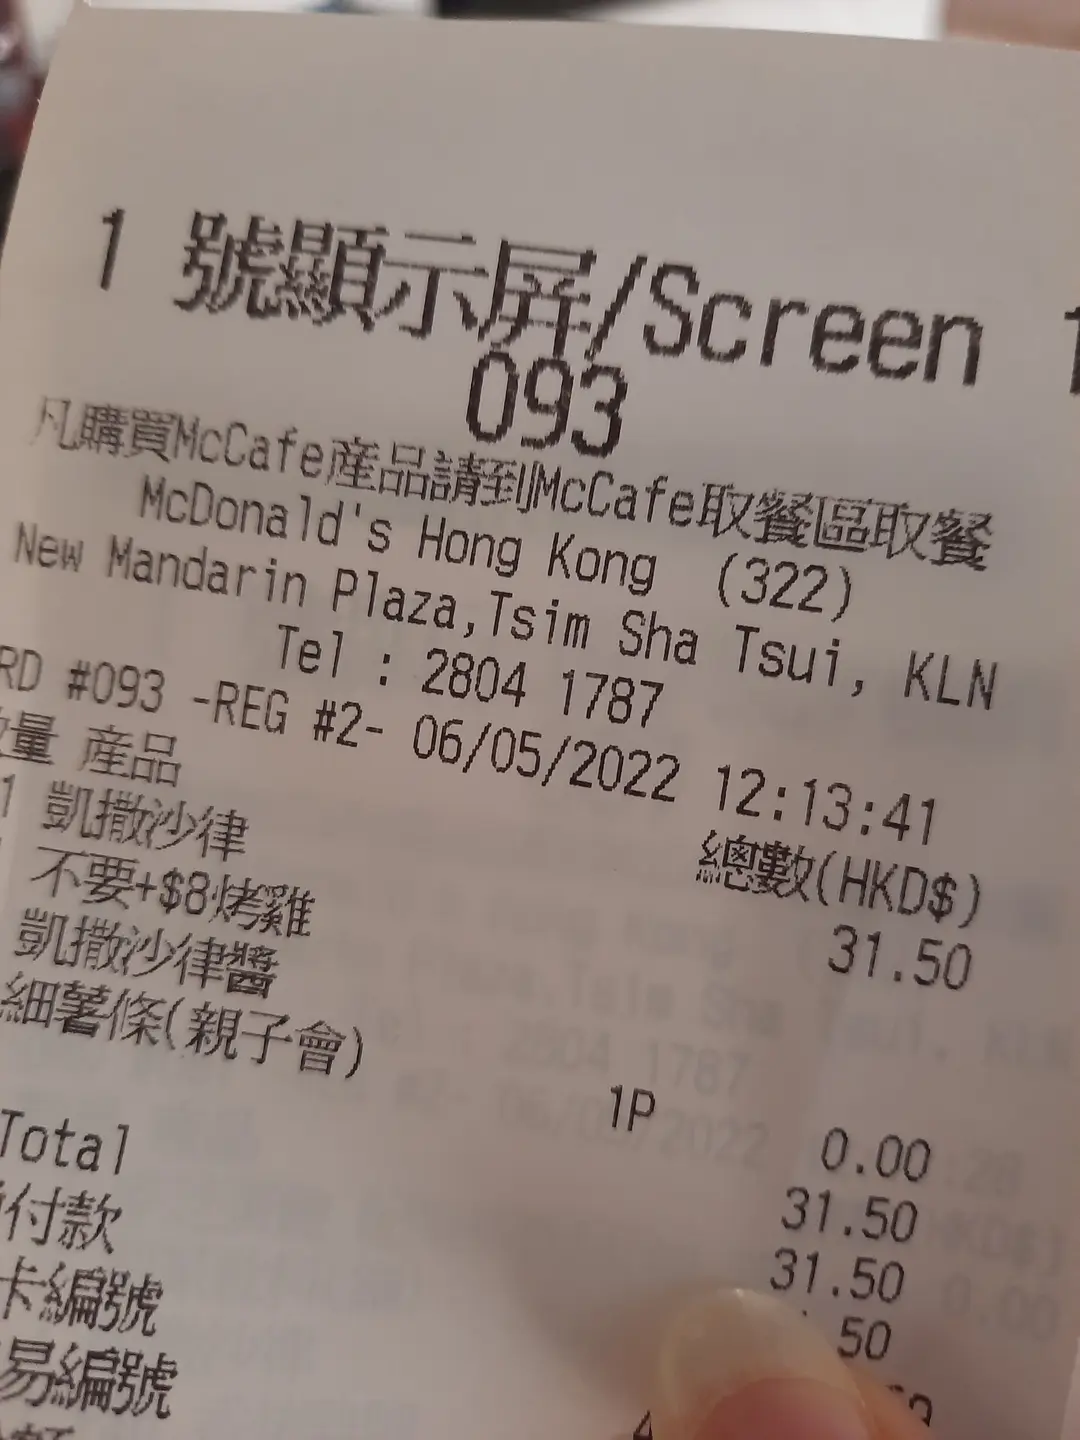 1 號顯示屏/Screen
093
凡購買McCafe產品請到McCafe取餐區取餐
McDonald's Hong Kong (322)
New Mandarin Plaza,Tsim Sha Tsui, KLN
Tel : 2804 1787
RD #093 -REG #2- 06/05/2022 12:13:41
數量 產品 總數(HKD$)
1 凱撒沙律 31.50
不要+$8烤雞
凱撒沙律醬
細薯條(親子會) 1P 0.00
Total 31.50
付款 31.50
卡編號 50
易編號